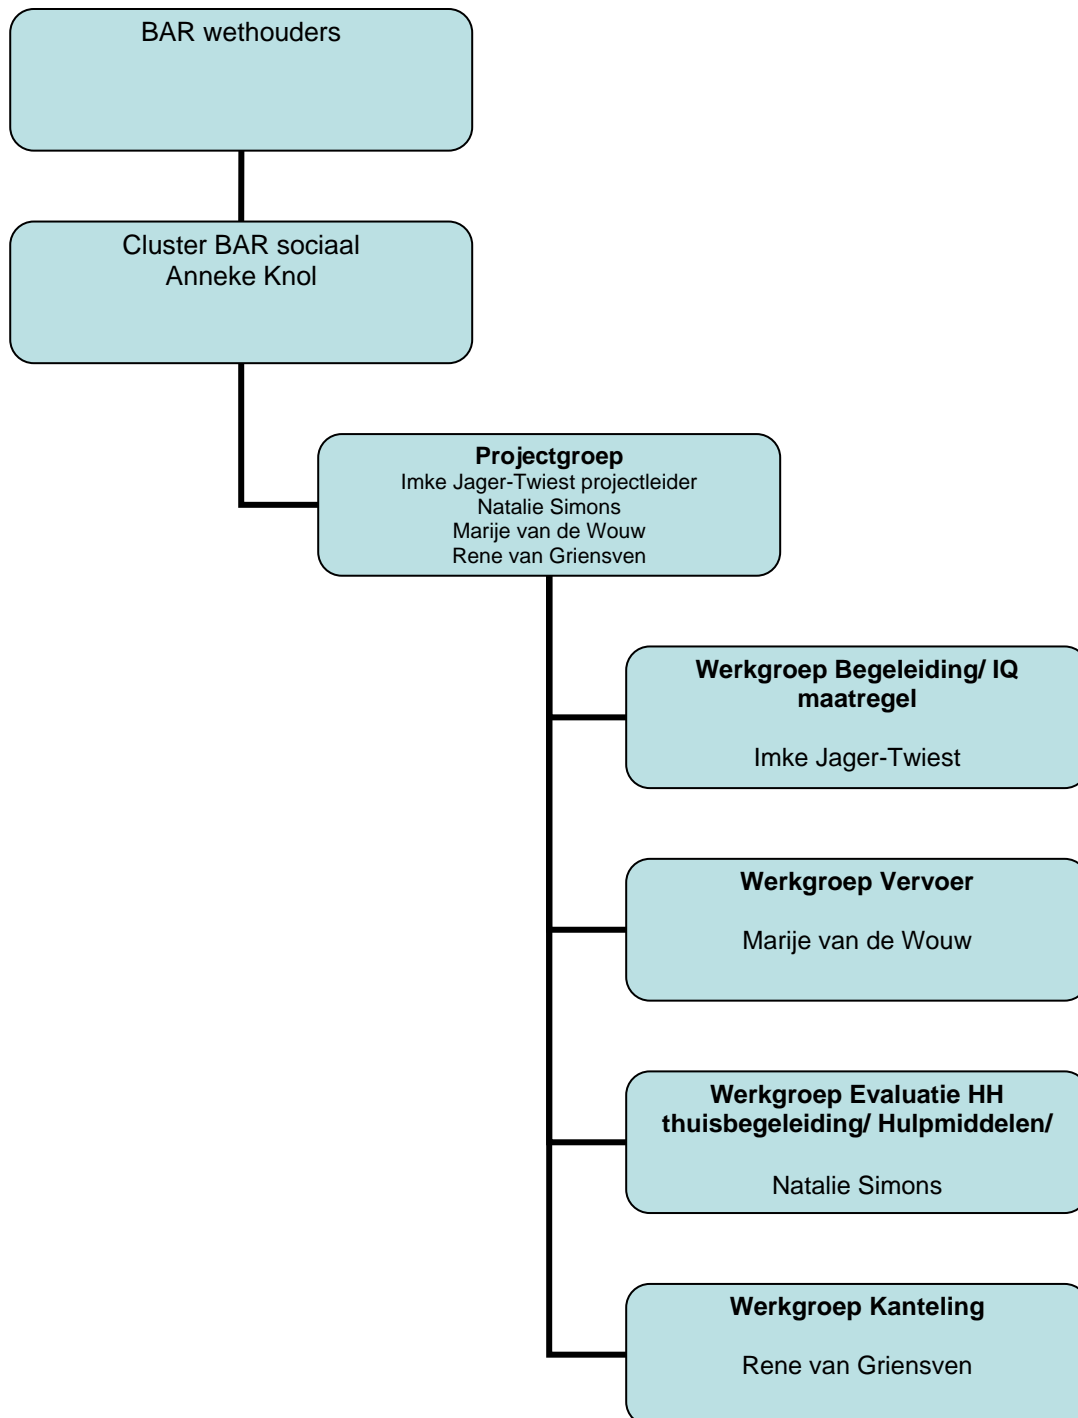 BAR wethouders
Cluster BAR sociaal
Anneke Knol
Projectgroep
Imke Jager-Twiest projectleider
Natalie Simons
Marije van de Wouw
Rene van Griensven
Werkgroep Begeleiding/ IQ
maatregel
Imke Jager-Twiest
Werkgroep Vervoer
Marije van de Wouw
Werkgroep Evaluatie HH
thuisbegeleiding/ Hulpmiddelen/
Natalie Simons
Werkgroep Kanteling
Rene van Griensven